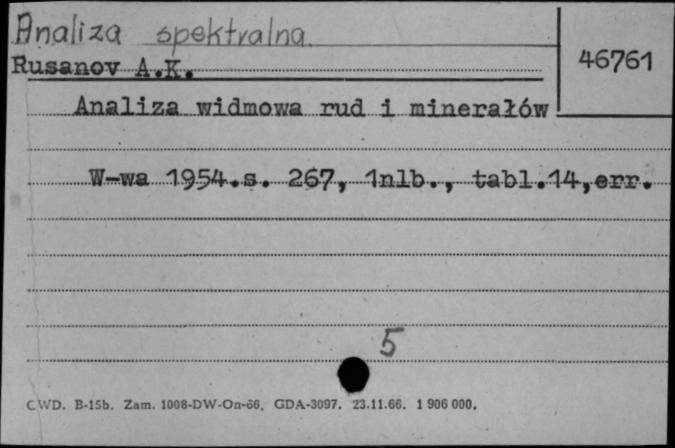 Analiza spektralna.
46761
Rusanov A.K.
Analiza widmowa rud i minerałów
W-wa 1954.s. 267, 1nlb., tabl.14,err.
5
CWD. B-15b. Zam. 1008-DW-On-66, GDA-3097. 23.11.66. 1 906 000.